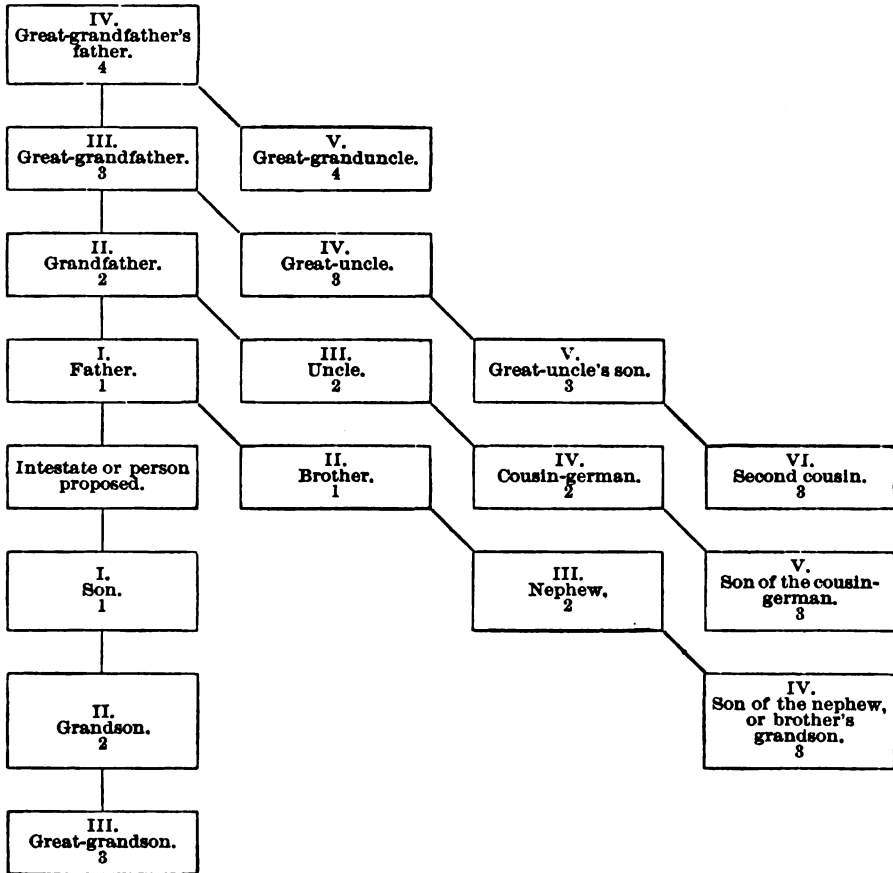 IV.
Great-grandfather's
father.
4
III.
Great-grandfather.
3
V.
Great-granduncle.
4
II.
Grandfather.
2
IV.
Great-uncle.
3
I.
Father.
1
III.
Uncle.
2
V.
Great-uncle's son.
3
Intestate or person
proposed.
II.
Brother.
1
IV.
Cousin-german.
2
VI.
Second cousin.
3
I.
Son.
1
III.
Nephew.
2
V.
Son of the cousin-
german.
3
II.
Grandson.
2
IV.
Son of the nephew,
or brother's
grandson.
3
III.
Great-grandson.
3